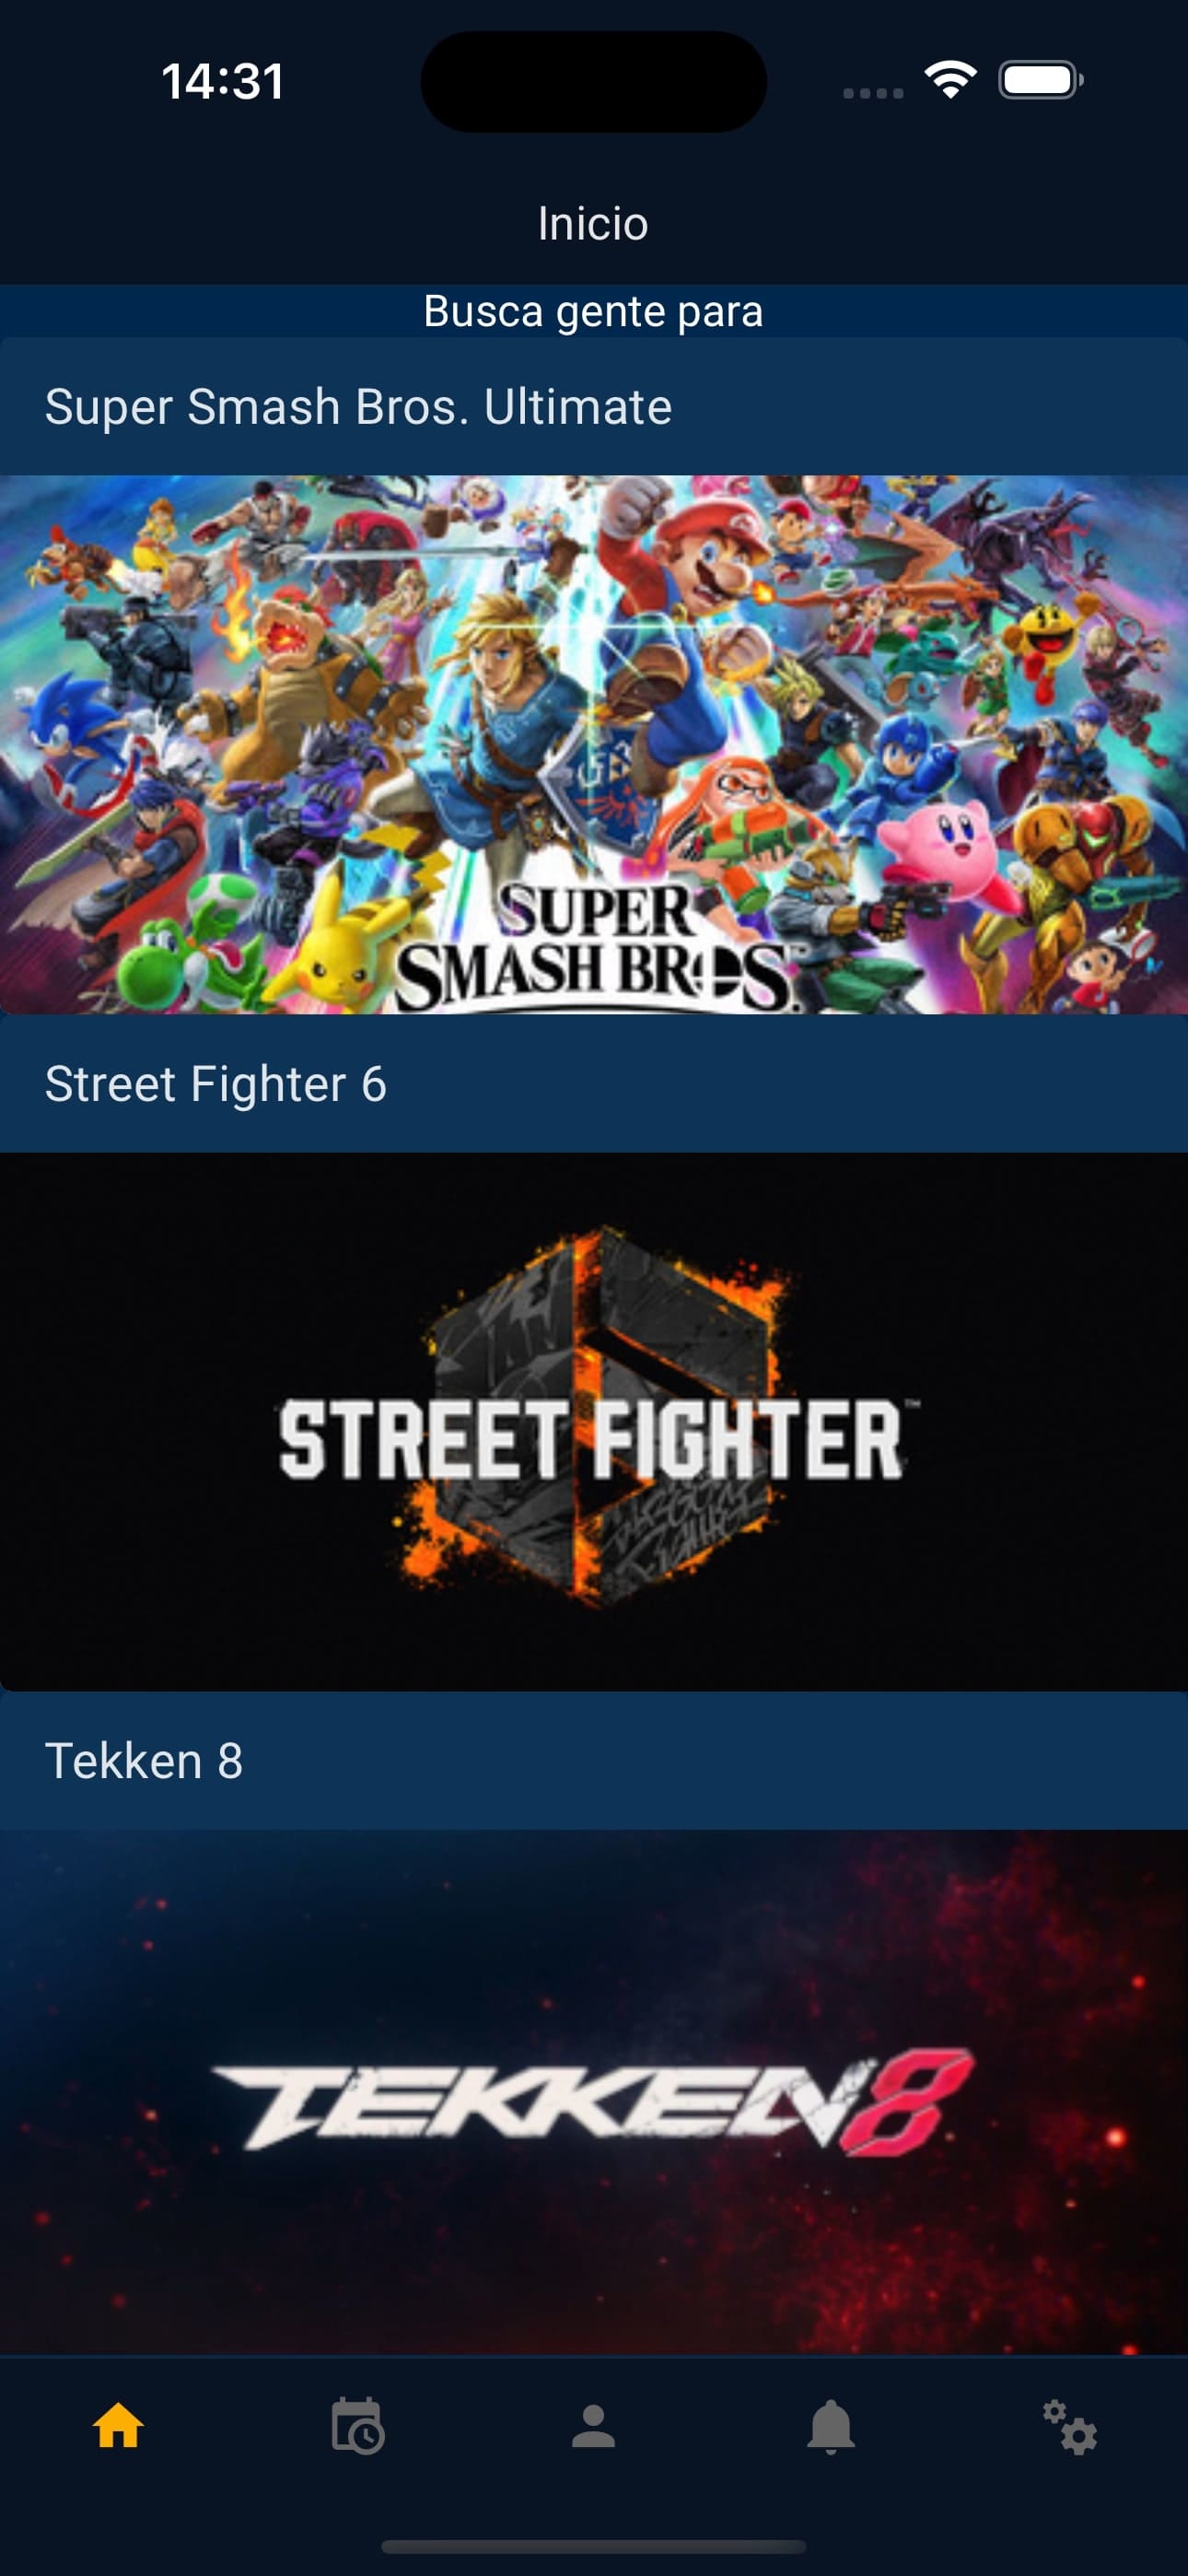 14:31
Inicio
Busca gente para
Super Smash Bros. Ultimate
SUPER
SMASH BROS.
Street Fighter 6
STREET FIGHTER™
Tekken 8
TEKKEN 8